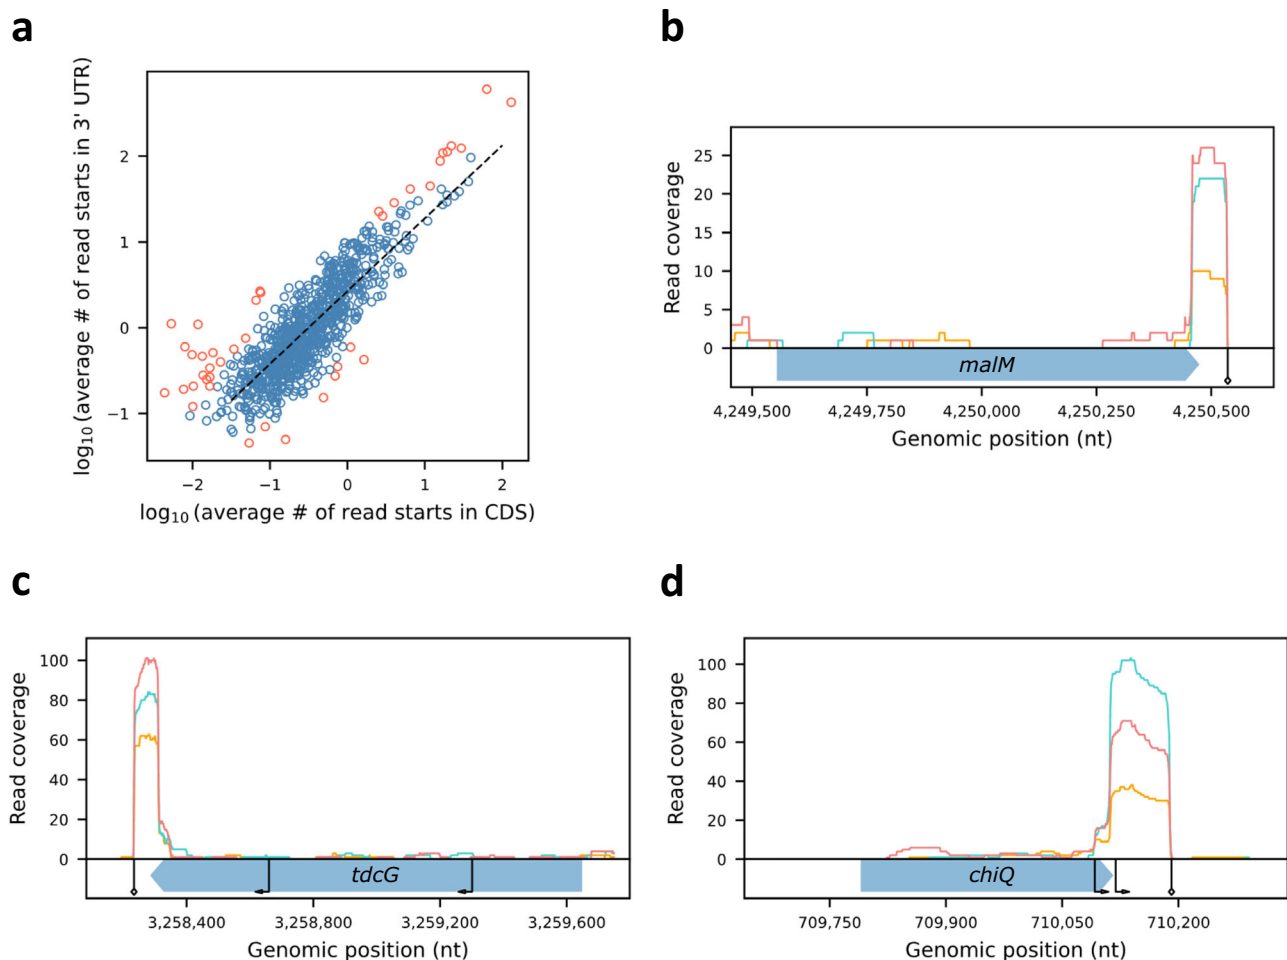 a
log₁₀ (average # of read starts in 3' UTR)
2
1
0
−1
−2 −1 0 1 2
log₁₀ (average # of read starts in CDS)
b
Read coverage
25
20
15
10
5
0
malM
4,249,500 4,249,750 4,250,000 4,250,250 4,250,500
Genomic position (nt)
c
Read coverage
100
80
60
40
20
0
tdcG
3,258,400 3,258,800 3,259,200 3,259,600
Genomic position (nt)
d
Read coverage
100
80
60
40
20
0
chiQ
709,750 709,900 710,050 710,200
Genomic position (nt)